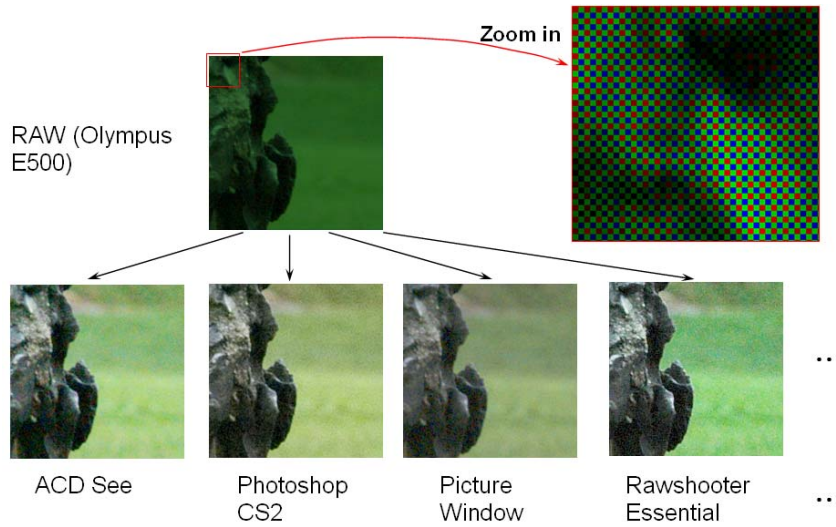 Zoom in
RAW (Olympus
E500)
..
ACD See
Photoshop
CS2
Picture
Window
Rawshooter
Essential
..